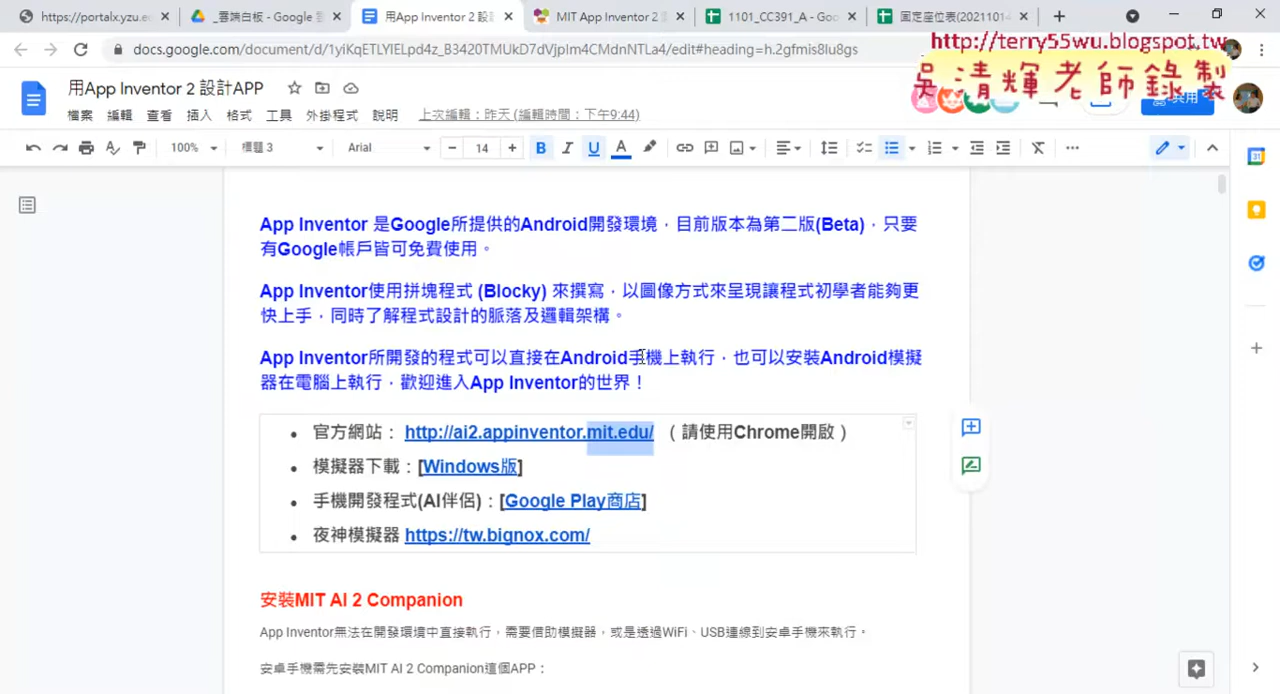 https://portalx.yzu.e
_雲端白板 - Google 雲
用App Inventor 2 設計
MIT App Inventor 2
1101_CC391_A - Goo
固定座位表(20211014
docs.google.com/document/d/1yiKqETLYIELpd4z_B3420TMUkD7dVjpIm4CMdnNTLa4/edit#heading=h.2gfmis8lu8gs
http://terry55wu.blogspot.tw
吳清輝老師錄製
用App Inventor 2 設計APP
檔案 編輯 查看 插入 格式 工具 外掛程式 說明 上次編輯：昨天 (編輯時間：下午9:44)
共用
100% 標題 3 Arial 14 B I U A
App Inventor 是Google所提供的Android開發環境，目前版本為第二版(Beta)，只要
有Google帳戶皆可免費使用。
App Inventor使用拼塊程式 (Blocky) 來撰寫，以圖像方式來呈現讓程式初學者能夠更
快上手，同時了解程式設計的脈落及邏輯架構。
App Inventor所開發的程式可以直接在Android手機上執行，也可以安裝Android模擬
器在電腦上執行，歡迎進入App Inventor的世界！
● 官方網站： http://ai2.appinventor.mit.edu/ （請使用Chrome開啟）
● 模擬器下載：[Windows版]
● 手機開發程式(AI伴侶)：[Google Play商店]
● 夜神模擬器 https://tw.bignox.com/
安裝MIT AI 2 Companion
App Inventor無法在開發環境中直接執行，需要借助模擬器，或是透過WiFi、USB連線到安卓手機來執行。
安卓手機需先安裝MIT AI 2 Companion這個APP：